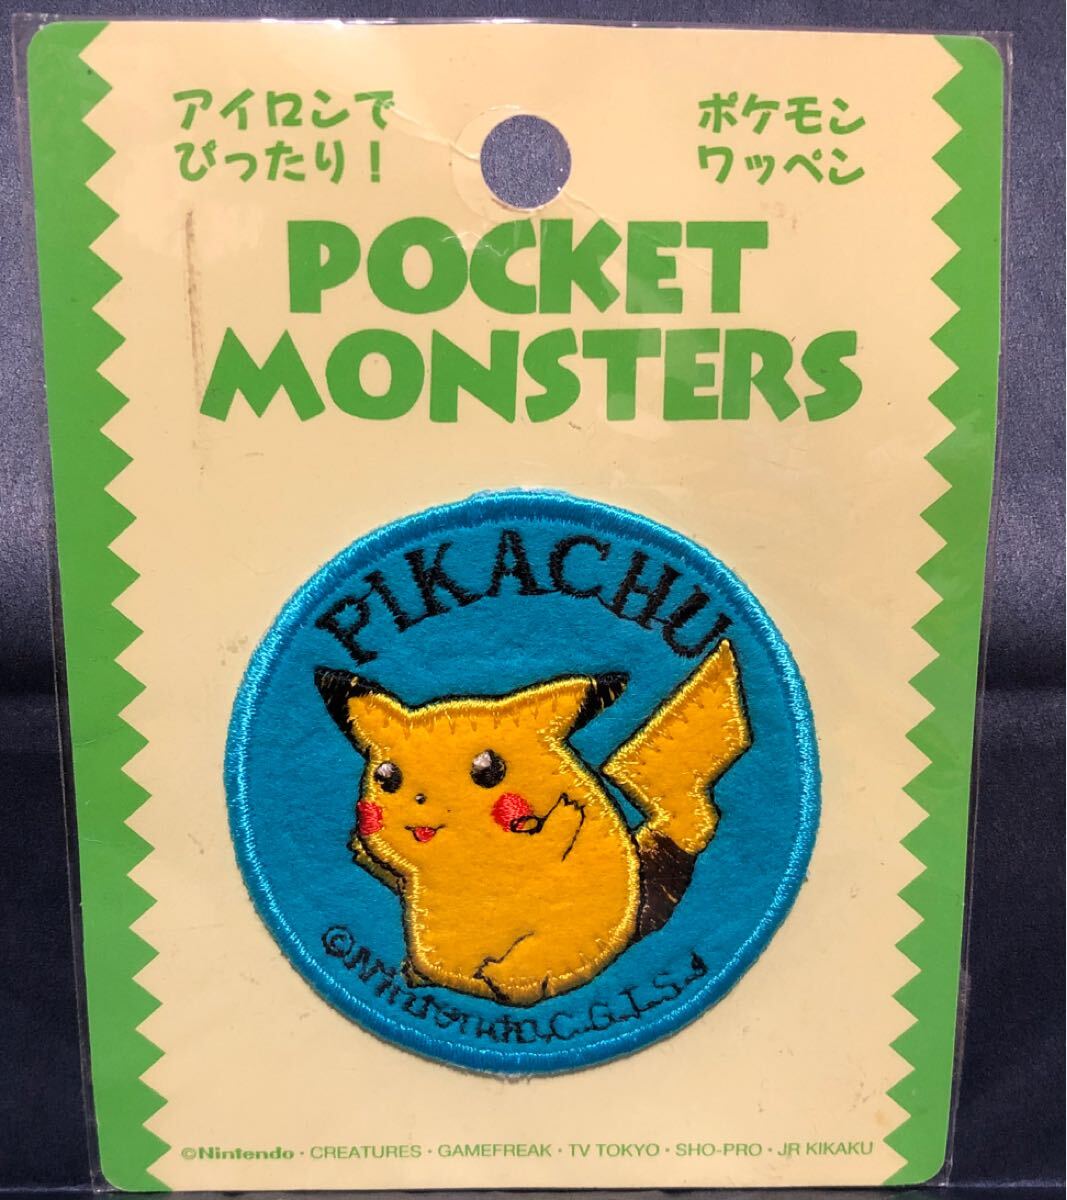 アイロンで
ぴったり!
ポケモン
ワッペン
POCKET
MONSTERS
PIKACHU
©Nintendo,C.G.T.S.J
©Nintendo・CREATURES・GAMEFREAK・TV TOKYO・SHO-PRO・JR KIKAKU